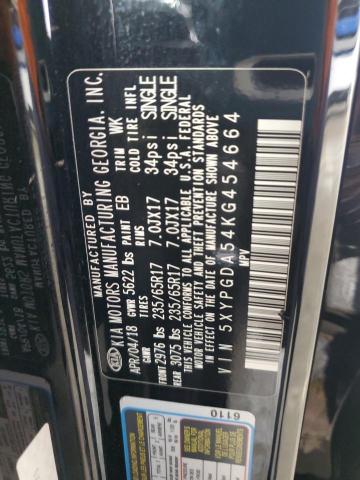 MANUFACTURED BY
KIA KIA MOTORS MANUFACTURING GEORGIA. INC.
APR/04/18 GVWR 5622 lbs PAINT EB TRIM WK
GAWR TIRES RIMS COLD TIRE INFL
FRONT 2976 lbs 235/65R17 7.0JX17 34psi SINGLE
REAR 3075 lbs 235/65R17 7.0JX17 34psi SINGLE
THIS VEHICLE CONFORMS TO ALL APPLICABLE U.S.A. FEDERAL
MOTOR VEHICLE SAFETY, BUMPER, AND THEFT PREVENTION STANDARDS
IN EFFECT ON THE DATE OF MANUFACTURE SHOWN ABOVE.
MPV
VIN 5XYPGDA54KG454664
6110